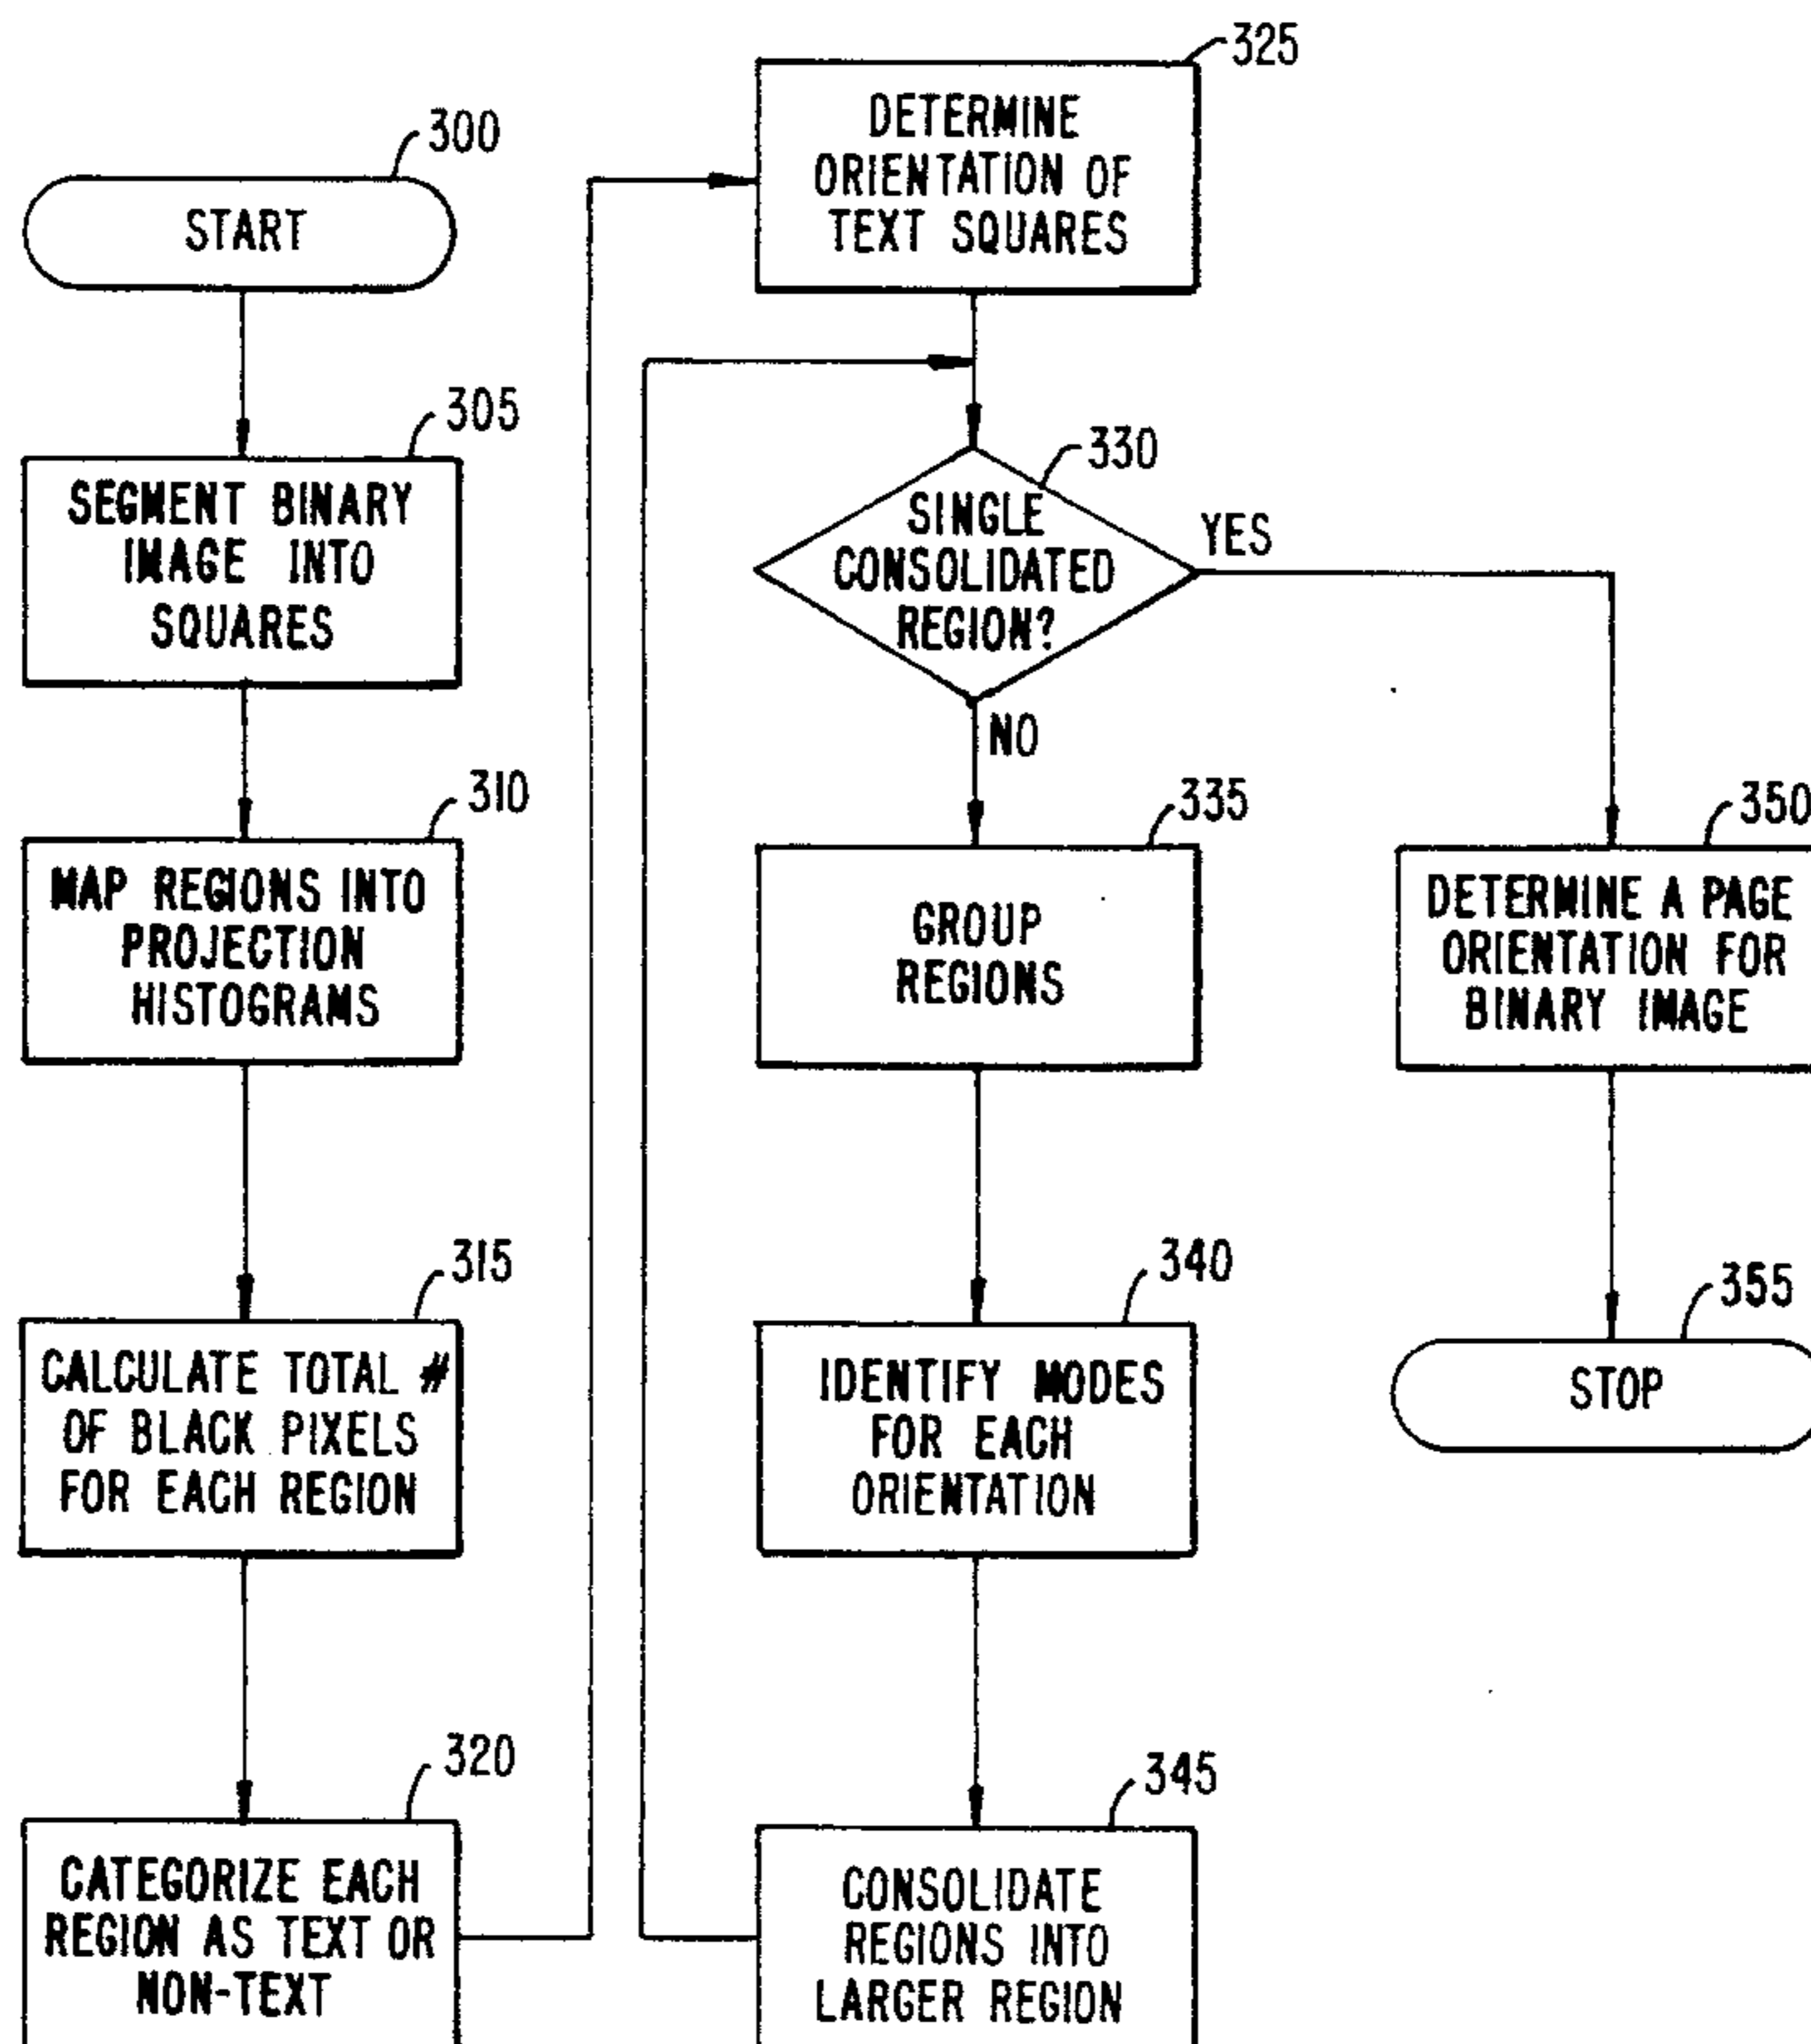 300
START
305
SEGMENT BINARY
IMAGE INTO
SQUARES
310
MAP REGIONS INTO
PROJECTION
HISTOGRAMS
315
CALCULATE TOTAL #
OF BLACK PIXELS
FOR EACH REGION
320
CATEGORIZE EACH
REGION AS TEXT OR
NON-TEXT
325
DETERMINE
ORIENTATION OF
TEXT SQUARES
330
SINGLE
CONSOLIDATED
REGION?
YES
NO
335
GROUP
REGIONS
340
IDENTIFY MODES
FOR EACH
ORIENTATION
345
CONSOLIDATE
REGIONS INTO
LARGER REGION
350
DETERMINE A PAGE
ORIENTATION FOR
BINARY IMAGE
355
STOP